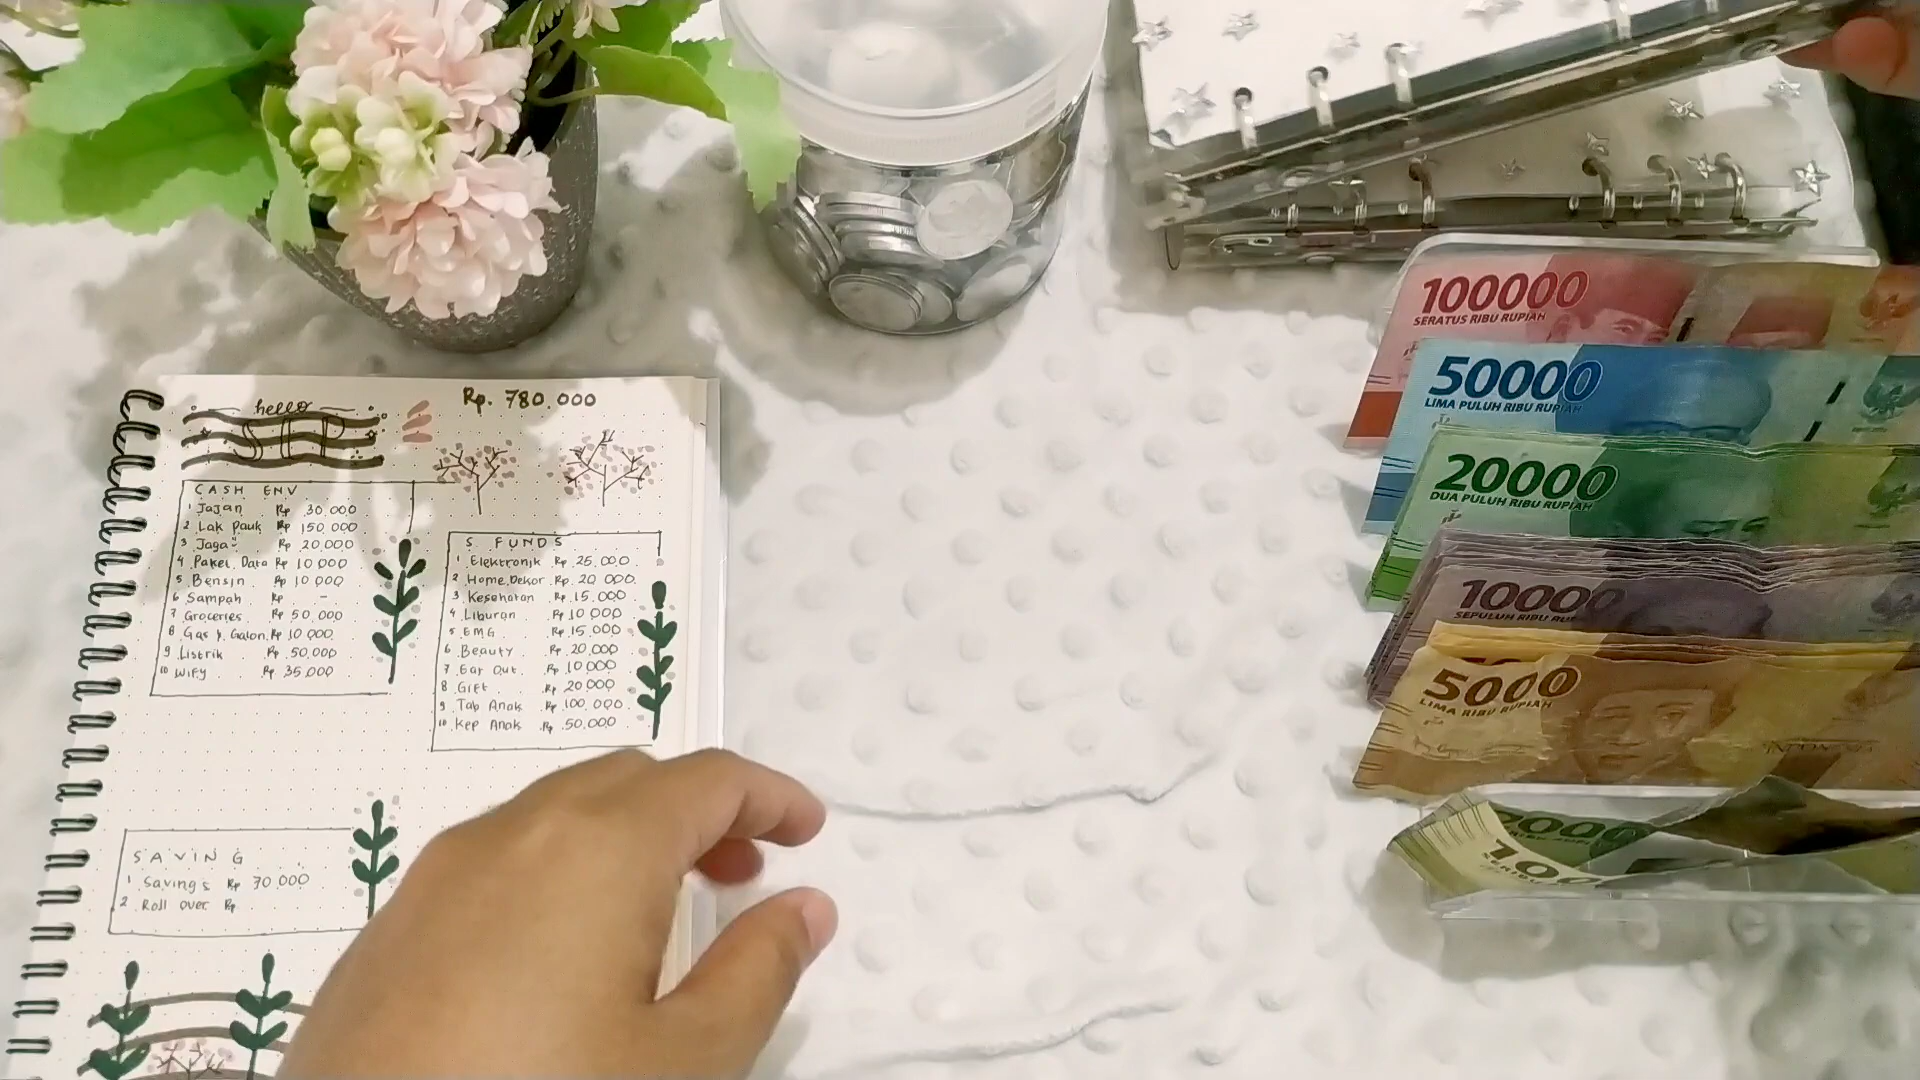 hello
SEP
Rp. 780.000
CASH ENV
1 Jajan Rp 30.000
2 Lak Pauk Rp 150 000
3 Jaga² Rp 20.000
4 Paket Data Rp 10 000
5 Bensin Rp 10 000
6 Sampah Rp -
7 Groceries Rp 50.000
8 Gas & Galon Rp 10 000
9 Listrik Rp 50,000
10 Wify Rp 35.000
S FUNDS
1 Elektronik Rp 25.000
2 Home Dekor Rp. 20 000
3 Kesehatan Rp 15.000
4 Liburan Rp 10 000
5 EMG Rp 15.000
6 Beauty Rp 20,000
7 Eat Out Rp 10 000
8 Gift Rp 20 000
9 Tab Anak Rp 100.000
10 Kep Anak Rp 50.000
SAVING
1 Savings Rp 70.000
2 Roll over Rp
100000
SERATUS RIBU RUPIAH
50000
LIMA PULUH RIBU RUPIAH
20000
DUA PULUH RIBU RUPIAH
10000
SEPULUH RIBU RUPIAH
5000
LIMA RIBU RUPIAH
2000